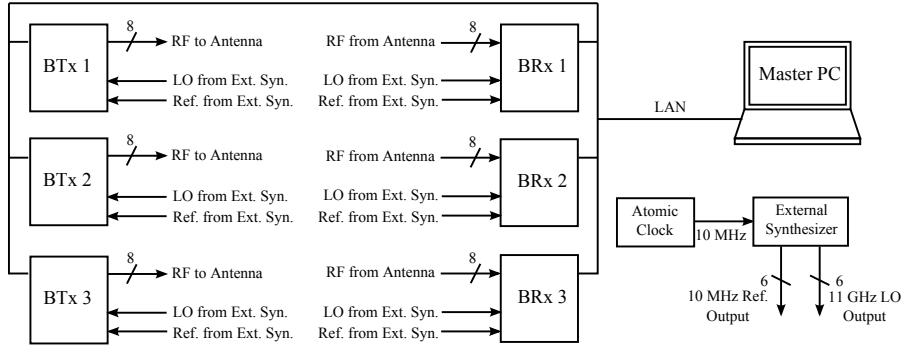 BTx 1
8
RF to Antenna
LO from Ext. Syn.
Ref. from Ext. Syn.
RF from Antenna
8
LO from Ext. Syn.
Ref. from Ext. Syn.
BRx 1
BTx 2
8
RF to Antenna
LO from Ext. Syn.
Ref. from Ext. Syn.
RF from Antenna
8
LO from Ext. Syn.
Ref. from Ext. Syn.
BRx 2
BTx 3
8
RF to Antenna
LO from Ext. Syn.
Ref. from Ext. Syn.
RF from Antenna
8
LO from Ext. Syn.
Ref. from Ext. Syn.
BRx 3
LAN
Master PC
Atomic
Clock
10 MHz
External
Synthesizer
6
10 MHz Ref.
Output
6
11 GHz LO
Output